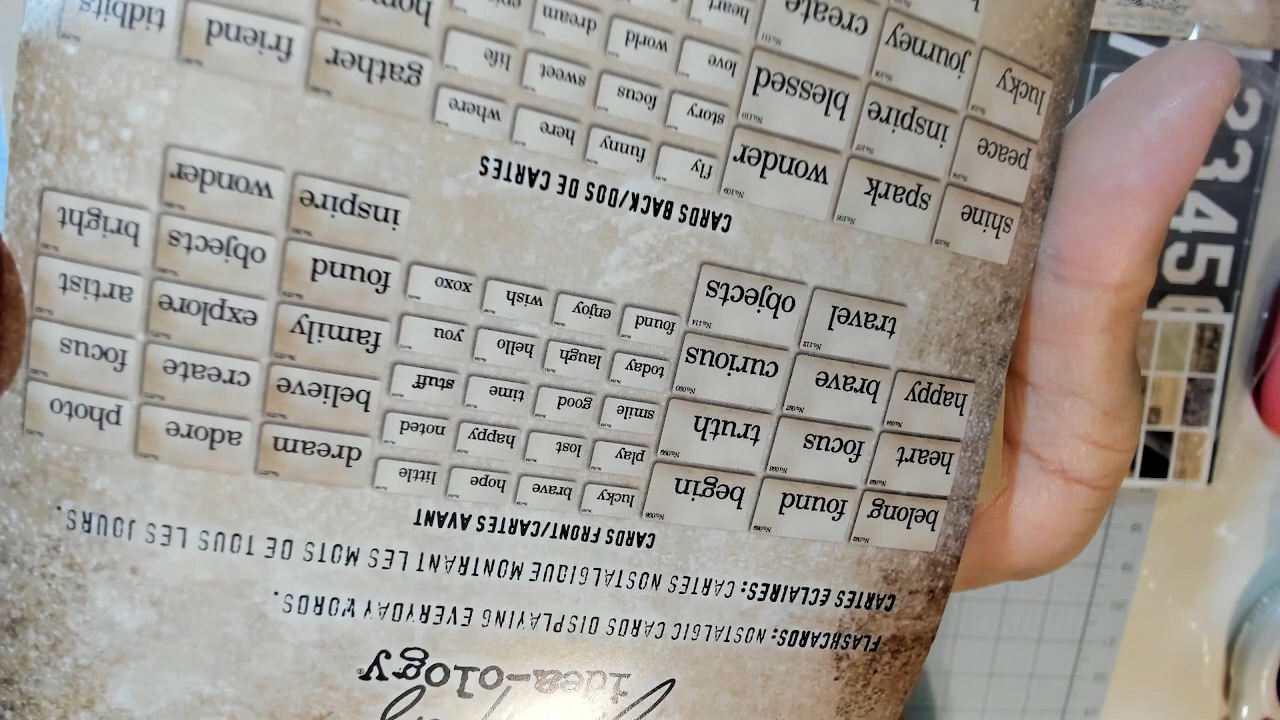 idea-ology
FLASHCARDS: NOSTALGIC CARDS DISPLAYING EVERYDAY WORDS.
CARTES ÉCLAIRES: CARTES NOSTALGIQUE MONTRANT LES MOTS DE TOUS LES JOURS.
CARDS FRONT/CARTES AVANT
belong found begin lucky brave hope little dream adore photo
heart focus truth play lost happy noted believe create focus
happy brave curious smile good time stuff family explore artist
travel objects today laugh hello you found objects bright
found enjoy wish xoxo inspire wonder
CARDS BACK/DOS DE CARTES
shine spark wonder fly funny here where gather friend tidbits
peace inspire blessed story focus sweet life
lucky journey create love world dream
heart